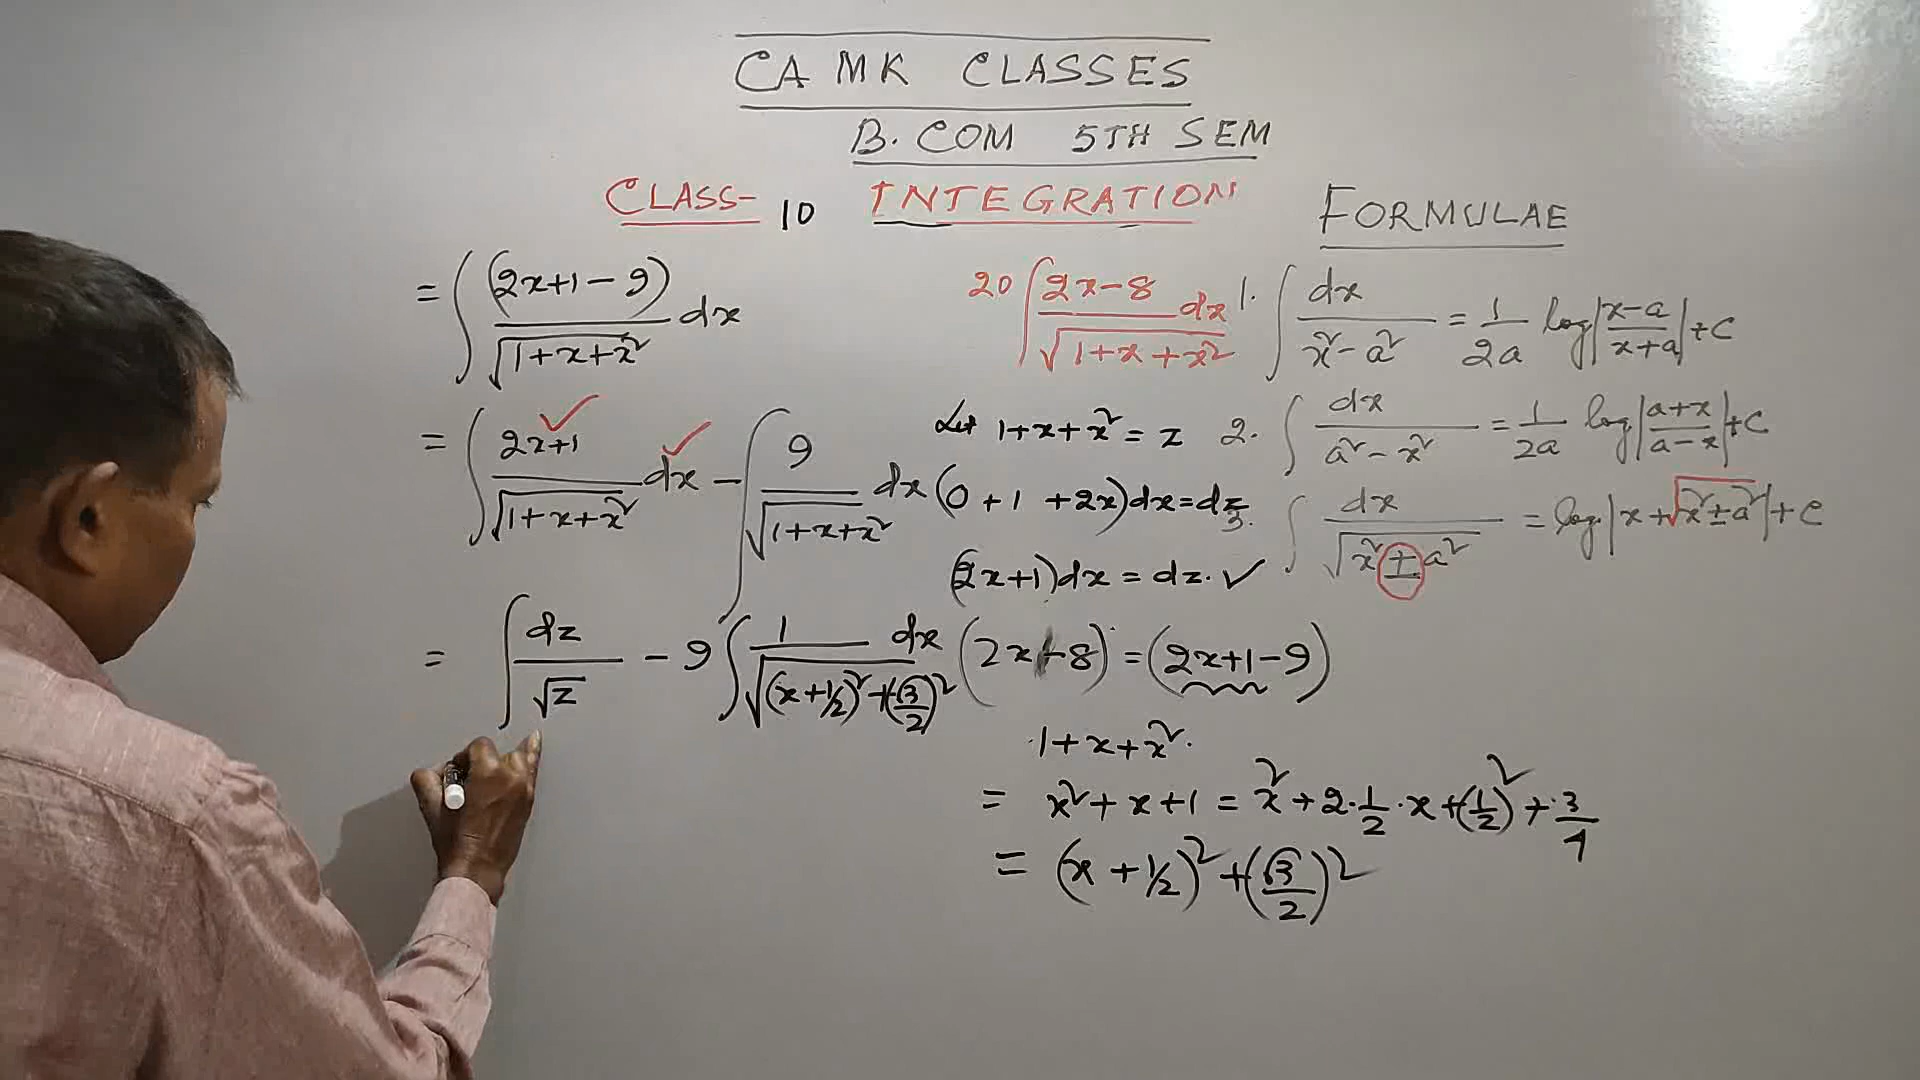 CA MK CLASSES
B. COM 5TH SEM
CLASS- 10 INTEGRATION
FORMULAE
= ∫ (2x+1-9)/√(1+x+x²) dx
20 ∫ (2x-8)/√(1+x+x²) dx
1. ∫ dx/(x²-a²) = 1/2a log|(x-a)/(x+a)|+C
= ∫ (2x+1)/√(1+x+x²) dx - ∫ 9/√(1+x+x²) dx
Let 1+x+x² = z
(0+1+2x)dx = dz
(2x+1)dx = dz. ✓
2. ∫ dx/(a²-x²) = 1/2a log|(a+x)/(a-x)|+C
3. ∫ dx/√(x²±a²) = log|x+√(x²±a²)|+C
= ∫ dz/√z - 9 ∫ 1/√((x+1/2)²+(√3/2)²) dx
(2x-8) = (2x+1-9)
1+x+x².
= x²+x+1 = x²+2·1/2·x+(1/2)²+3/4
= (x+1/2)²+(√3/2)²